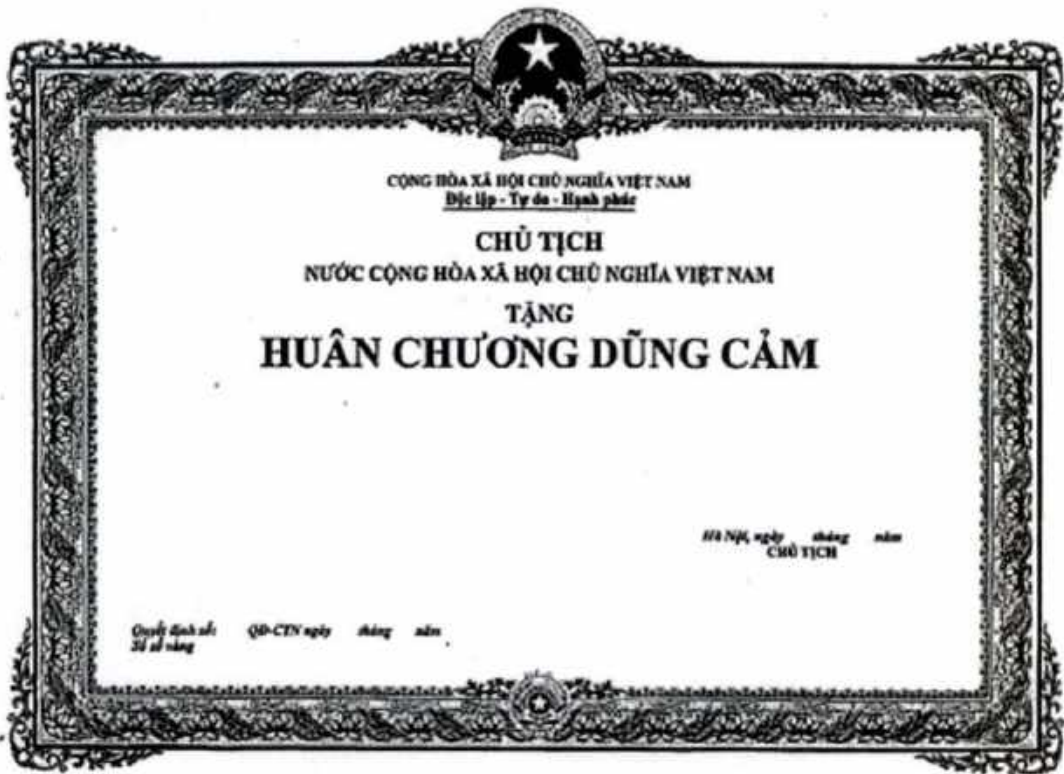 CỘNG HÒA XÃ HỘI CHỦ NGHĨA VIỆT NAM
Độc lập - Tự do - Hạnh phúc
CHỦ TỊCH
NƯỚC CỘNG HÒA XÃ HỘI CHỦ NGHĨA VIỆT NAM
TẶNG
HUÂN CHƯƠNG DŨNG CẢM
Hà Nội, ngày tháng năm
CHỦ TỊCH
Quyết định số: QĐ-CTN ngày tháng năm
Số sổ vàng